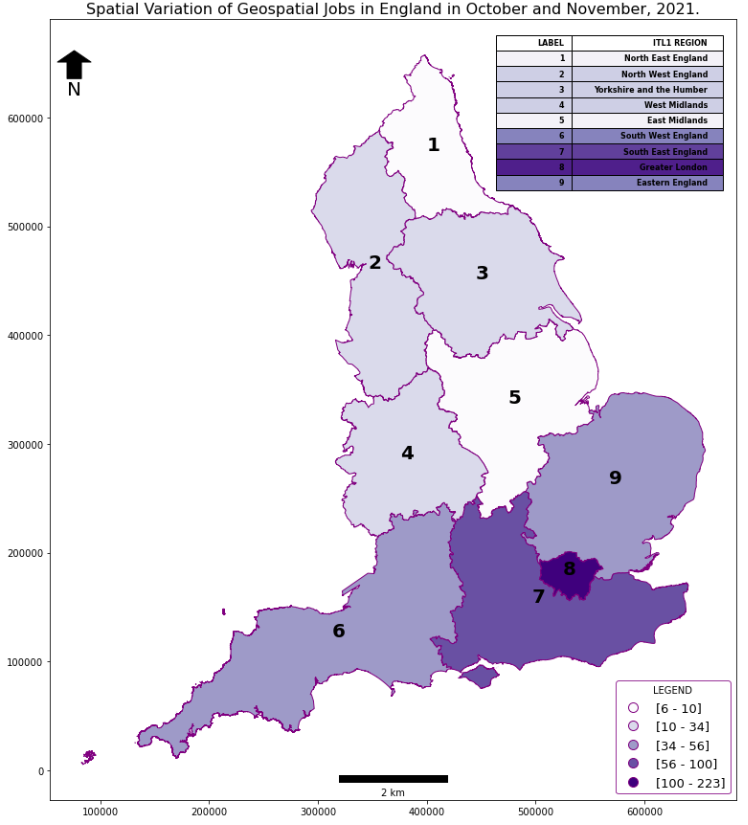 Spatial Variation of Geospatial Jobs in England in October and November, 2021.
N
LABEL ITL1 REGION
1 North East England
2 North West England
3 Yorkshire and the Humber
4 West Midlands
5 East Midlands
6 South West England
7 South East England
8 Greater London
9 Eastern England
600000
500000
400000
300000
200000
100000
0
1
2
3
5
4
9
8
7
6
LEGEND
[6 - 10]
[10 - 34]
[34 - 56]
[56 - 100]
[100 - 223]
2 km
100000 200000 300000 400000 500000 600000